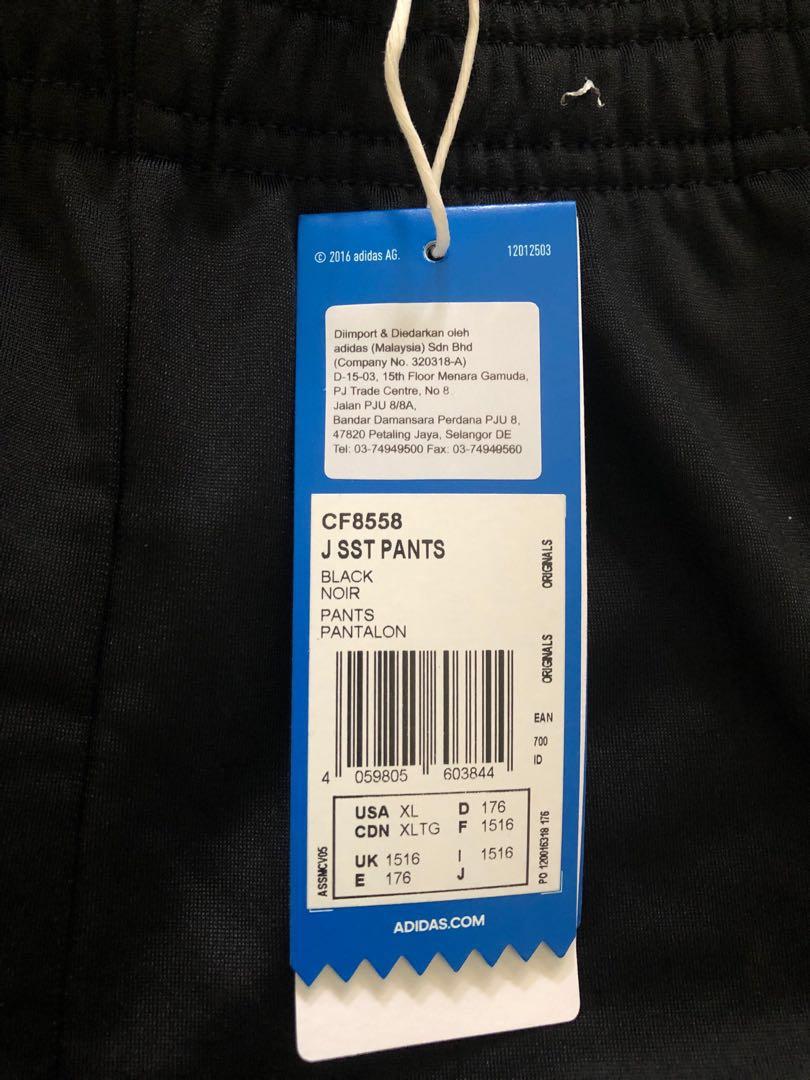 © 2016 adidas AG. 12012503
Diimport & Diedarkan oleh
adidas (Malaysia) Sdn Bhd
(Company No. 320318-A)
D-15-03, 15th Floor Menara Gamuda,
PJ Trade Centre, No 8
Jalan PJU 8/8A,
Bandar Damansara Perdana PJU 8,
47820 Petaling Jaya, Selangor DE
Tel: 03-74949500 Fax: 03-74949560
CF8558
J SST PANTS
BLACK
NOIR
PANTS
PANTALON
ORIGINALS
ORIGINALS
EAN
700
ID
4 059805 603844
USA XL D 176
CDN XLTG F 1516
UK 1516 I 1516
E 176 J
ASSMCV05
PO 120016318 176
ADIDAS.COM